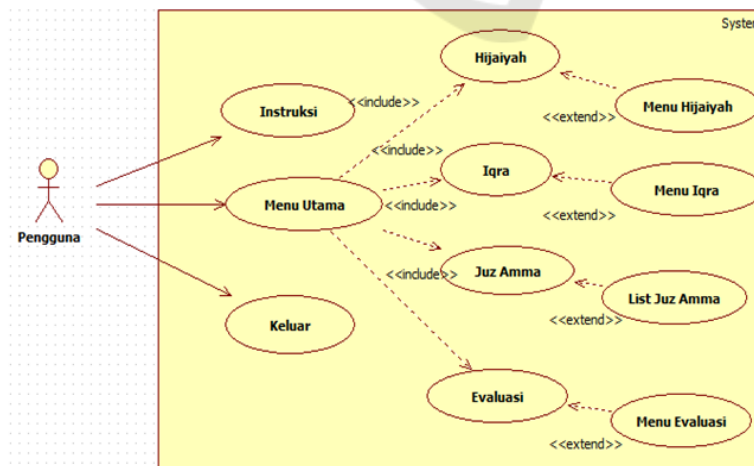 System
Hijaiyah
<<include>>
Instruksi
Menu Hijaiyah
<<extend>>
<<include>>
Iqra
Menu Iqra
Menu Utama
<<include>>
<<extend>>
Pengguna
Juz Amma
<<include>>
List Juz Amma
Keluar
<<extend>>
Evaluasi
Menu Evaluasi
<<extend>>